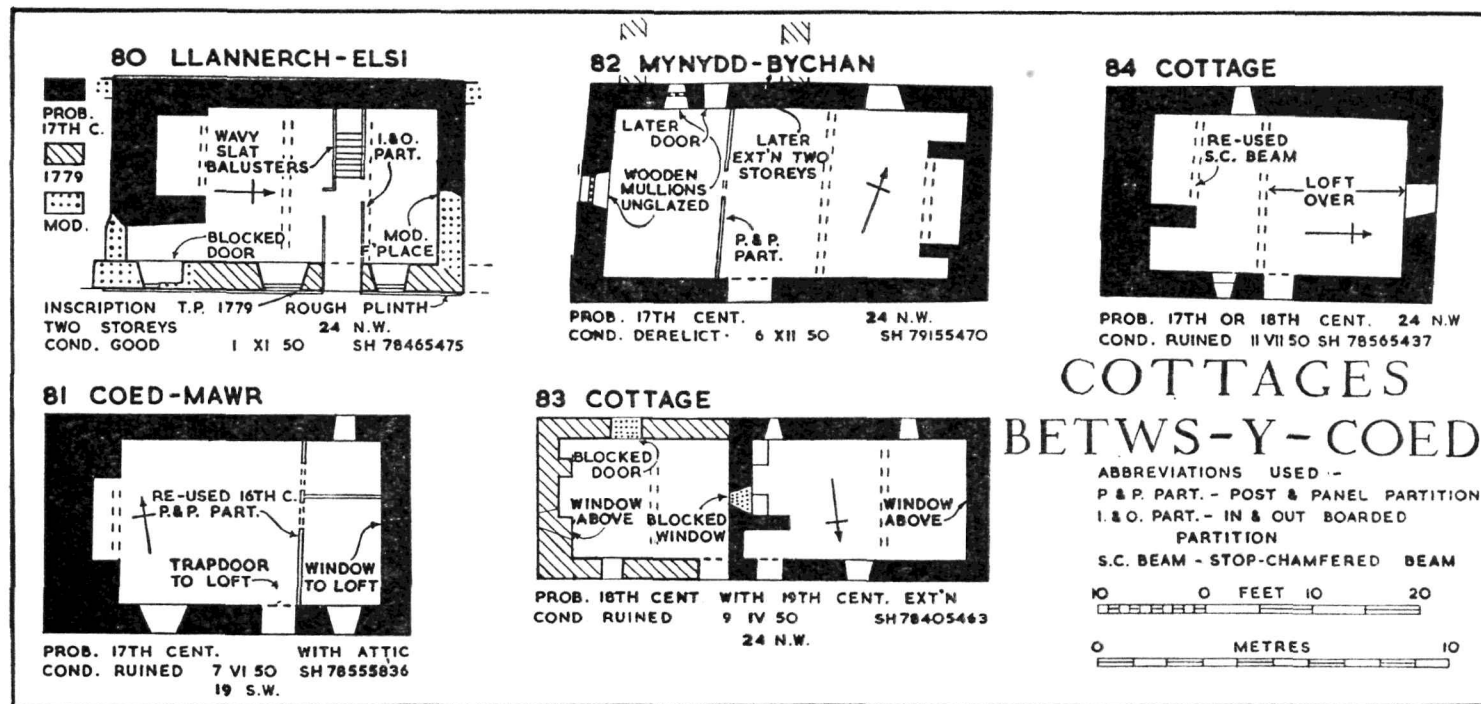 80 LLANNERCH-ELSI
PROB.
17TH C.
1779
MOD.
WAVY
SLAT
BALUSTERS
I.&O.
PART.
BLOCKED
DOOR
MOD.
F'PLACE
INSCRIPTION T.P. 1779 ROUGH PLINTH
TWO STOREYS 24 N.W.
COND. GOOD 1 XI 50 SH 78465475
81 COED-MAWR
RE-USED 16TH C.
P.&P. PART.
TRAPDOOR
TO LOFT
WINDOW
TO LOFT
PROB. 17TH CENT. WITH ATTIC
COND. RUINED 7 VI 50 SH 78555836
19 S.W.
82 MYNYDD-BYCHAN
LATER
DOOR
LATER
EXT'N TWO
STOREYS
WOODEN
MULLIONS
UNGLAZED
P.&P.
PART.
PROB. 17TH CENT. 24 N.W.
COND. DERELICT· 6 XII 50 SH 79155470
83 COTTAGE
BLOCKED
DOOR
WINDOW
ABOVE
BLOCKED
WINDOW
WINDOW
ABOVE
PROB. 18TH CENT WITH 19TH CENT. EXT'N
COND RUINED 9 IV 50 SH 78405463
24 N.W.
84 COTTAGE
RE-USED
S.C. BEAM
LOFT
OVER
PROB. 17TH OR 18TH CENT. 24 N.W
COND. RUINED 11 VII 50 SH 78565437
COTTAGES
BETWS-Y-COED
ABBREVIATIONS USED :-
P & P. PART. - POST & PANEL PARTITION
I. & O. PART. - IN & OUT BOARDED
PARTITION
S.C. BEAM - STOP-CHAMFERED BEAM
10 0 FEET 10 20
0 METRES 10